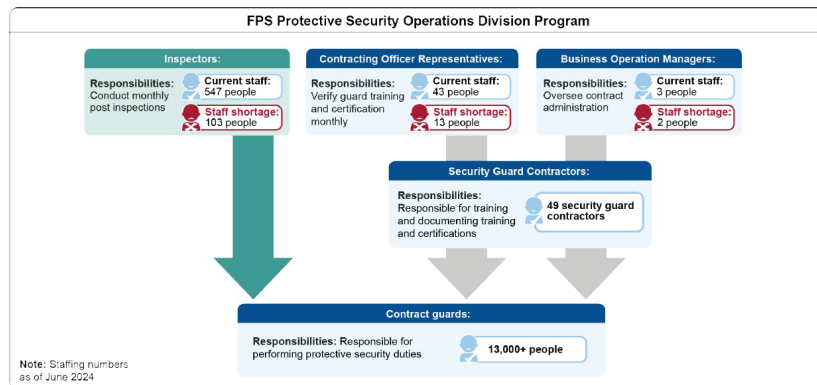 FPS Protective Security Operations Division Program
Inspectors:
Responsibilities:
Conduct monthly
post inspections
Current staff:
547 people
Staff shortage:
103 people
Contracting Officer Representatives:
Responsibilities:
Verify guard training
and certification
monthly
Current staff:
43 people
Staff shortage:
13 people
Business Operation Managers:
Responsibilities:
Oversee contract
administration
Current staff:
3 people
Staff shortage:
2 people
Security Guard Contractors:
Responsibilities:
Responsible for training
and documenting training
and certifications
49 security guard
contractors
Contract guards:
Responsibilities: Responsible for
performing protective security duties
13,000+ people
Note: Staffing numbers
as of June 2024